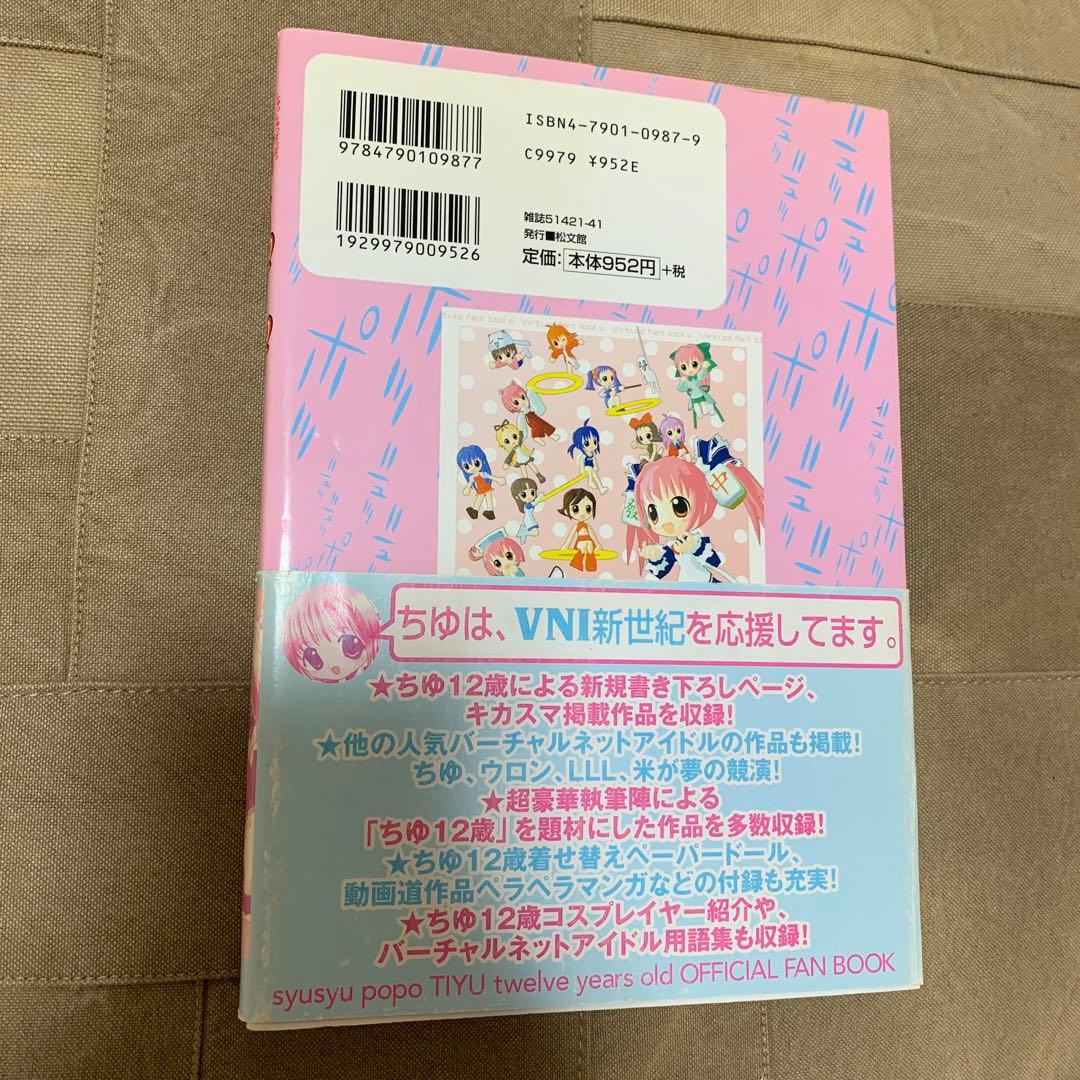 ISBN4-7901-0987-9
9784790109877
C9979 ¥952E
雑誌51421-41
発行■松文館
1929979009526
定価: 本体952円+税
tual Net Idol's Virtual Net Idol's Virtual Net Id
中
發
ちゆは、VNI新世紀を応援してます。
★ちゆ12歳による新規書き下ろしページ、
キカスマ掲載作品を収録!
★他の人気バーチャルネットアイドルの作品も掲載!
ちゆ、ウロン、LLL、米が夢の競演!
★超豪華執筆陣による
「ちゆ12歳」を題材にした作品を多数収録!
★ちゆ12歳着せ替えペーパードール、
動画道作品ペラペラマンガなどの付録も充実!
★ちゆ12歳コスプレイヤー紹介や、
バーチャルネットアイドル用語集も収録!
syusyu popo TIYU twelve years old OFFICIAL FAN BOOK